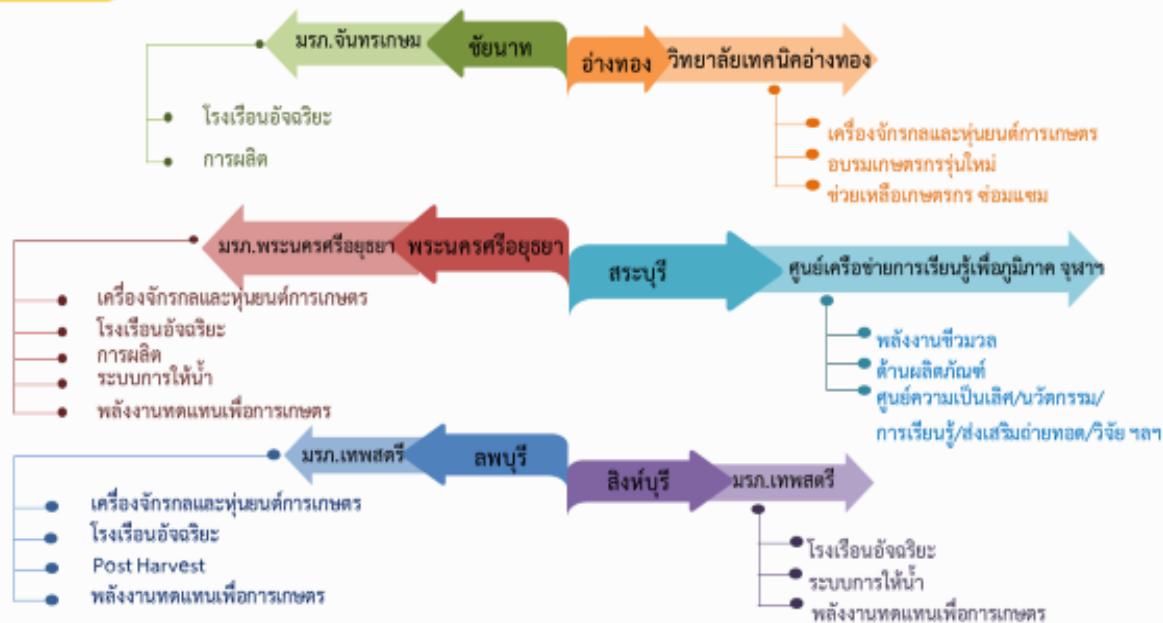 มรภ.จันทรเกษม
ชัยนาท
โรงเรือนอัจฉริยะ
การผลิต
อ่างทอง
วิทยาลัยเทคนิคอ่างทอง
เครื่องจักรกลและหุ่นยนต์การเกษตร
อบรมเกษตรกรรุ่นใหม่
ช่วยเหลือเกษตรกร ซ่อมแซม
มรภ.พระนครศรีอยุธยา
พระนครศรีอยุธยา
เครื่องจักรกลและหุ่นยนต์การเกษตร
โรงเรือนอัจฉริยะ
การผลิต
ระบบการให้น้ำ
พลังงานทดแทนเพื่อการเกษตร
สระบุรี
ศูนย์เครือข่ายการเรียนรู้เพื่อภูมิภาค จุฬาฯ
พลังงานชีวมวล
ด้านผลิตภัณฑ์
ศูนย์ความเป็นเลิศ/นวัตกรรม/
การเรียนรู้/ส่งเสริมถ่ายทอด/วิจัย ฯลฯ
มรภ.เทพสตรี
ลพบุรี
เครื่องจักรกลและหุ่นยนต์การเกษตร
โรงเรือนอัจฉริยะ
Post Harvest
พลังงานทดแทนเพื่อการเกษตร
สิงห์บุรี
มรภ.เทพสตรี
โรงเรือนอัจฉริยะ
ระบบการให้น้ำ
พลังงานทดแทนเพื่อการเกษตร